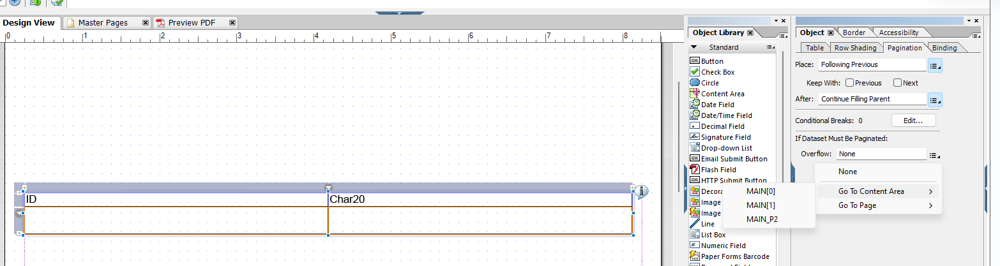 Design View
Master Pages
Preview PDF
0 1 2 3 4 5 6 7 8
ID
Char20
Object Library
Standard
OK Button
Check Box
Circle
Content Area
Date Field
Date/Time Field
Decimal Field
Signature Field
Drop-down List
OK Email Submit Button
Flash Field
OK HTTP Submit Button
Decora
Image
Image
Line
List Box
# Numeric Field
Paper Forms Barcode
MAIN[0]
MAIN[1]
MAIN_P2
Object
Border
Accessibility
Table
Row Shading
Pagination
Binding
Place: Following Previous
Keep With: Previous Next
After: Continue Filling Parent
Conditional Breaks: 0 Edit...
If Dataset Must Be Paginated:
Overflow: None
None
Go To Content Area
Go To Page